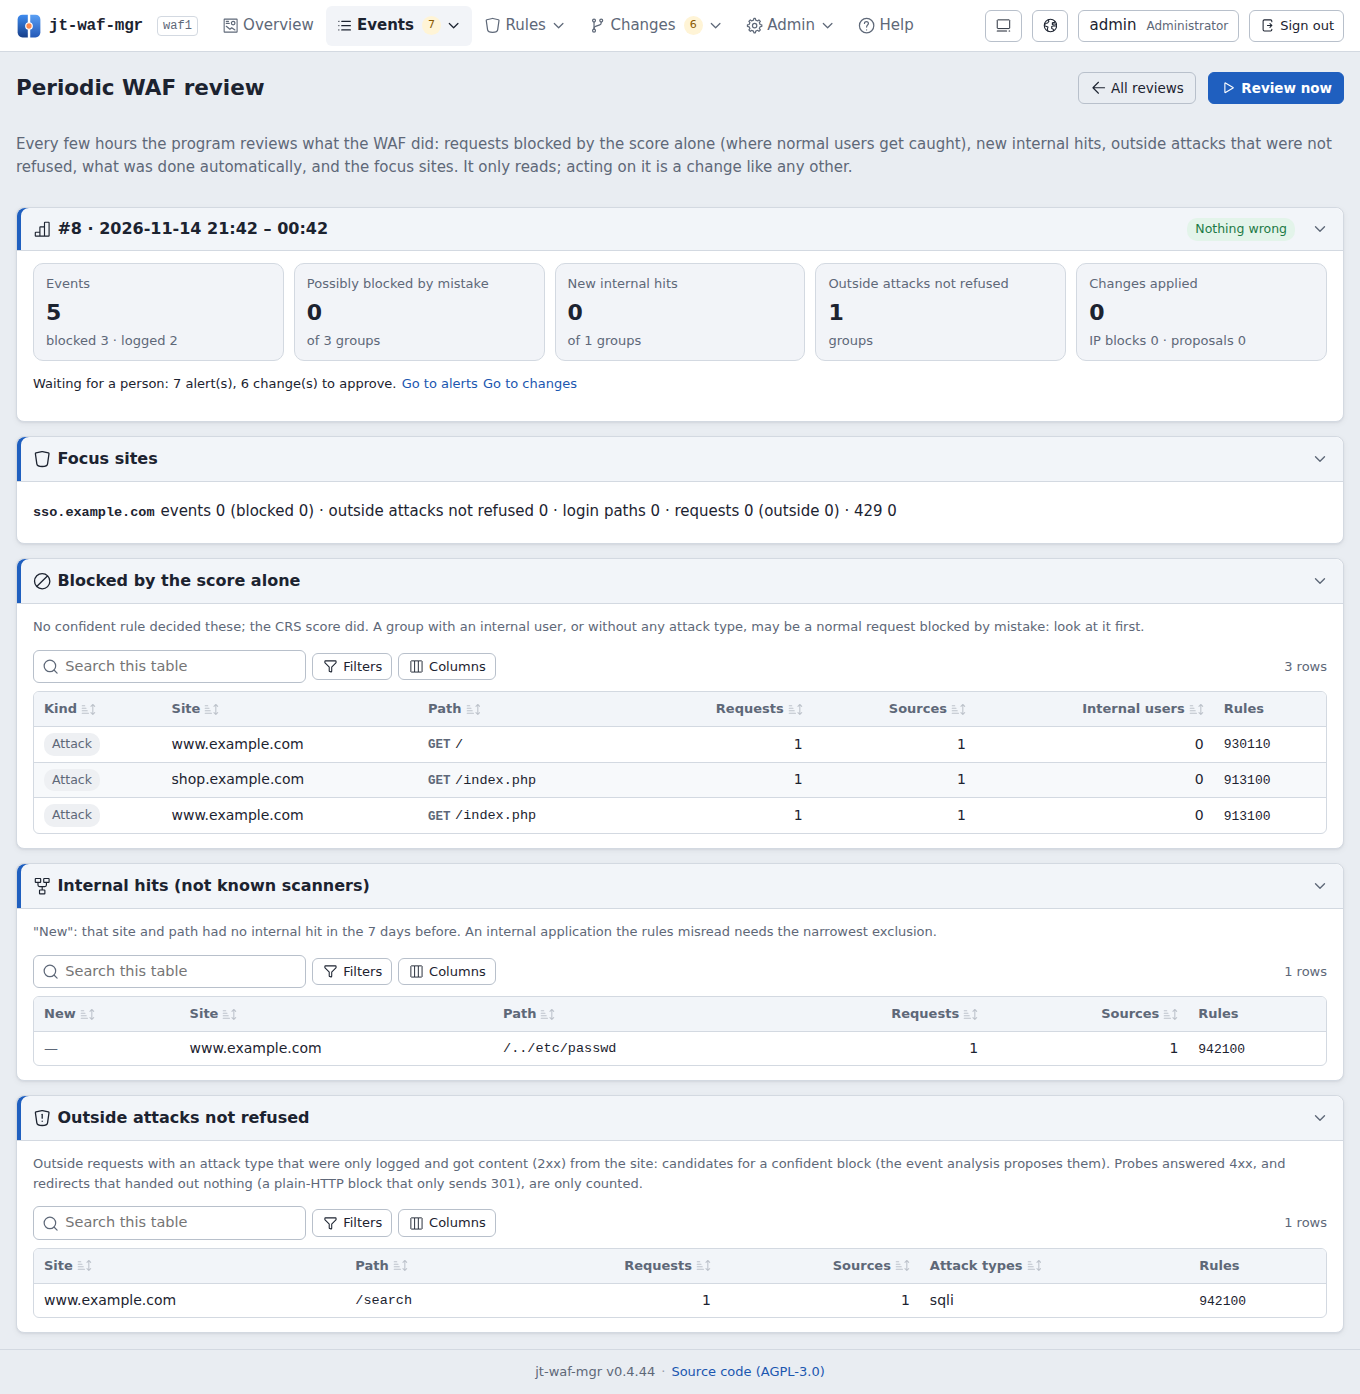 jt-waf-mgr waf1 Overview Events 7 Rules Changes 6 Admin Help admin Administrator Sign out
Periodic WAF review All reviews Review now
Every few hours the program reviews what the WAF did: requests blocked by the score alone (where normal users get caught), new internal hits, outside attacks that were not
refused, what was done automatically, and the focus sites. It only reads; acting on it is a change like any other.
#8 · 2026-11-14 21:42 – 00:42 Nothing wrong
Events Possibly blocked by mistake New internal hits Outside attacks not refused Changes applied
5 0 0 1 0
blocked 3 · logged 2 of 3 groups of 1 groups groups IP blocks 0 · proposals 0
Waiting for a person: 7 alert(s), 6 change(s) to approve. Go to alerts Go to changes
Focus sites
sso.example.com events 0 (blocked 0) · outside attacks not refused 0 · login paths 0 · requests 0 (outside 0) · 429 0
Blocked by the score alone
No confident rule decided these; the CRS score did. A group with an internal user, or without any attack type, may be a normal request blocked by mistake: look at it first.
Search this table Filters Columns 3 rows
Kind Site Path Requests Sources Internal users Rules
Attack www.example.com GET / 1 1 0 930110
Attack shop.example.com GET /index.php 1 1 0 913100
Attack www.example.com GET /index.php 1 1 0 913100
Internal hits (not known scanners)
"New": that site and path had no internal hit in the 7 days before. An internal application the rules misread needs the narrowest exclusion.
Search this table Filters Columns 1 rows
New Site Path Requests Sources Rules
— www.example.com /../etc/passwd 1 1 942100
Outside attacks not refused
Outside requests with an attack type that were only logged and got content (2xx) from the site: candidates for a confident block (the event analysis proposes them). Probes answered 4xx, and
redirects that handed out nothing (a plain-HTTP block that only sends 301), are only counted.
Search this table Filters Columns 1 rows
Site Path Requests Sources Attack types Rules
www.example.com /search 1 1 sqli 942100
jt-waf-mgr v0.4.44 · Source code (AGPL-3.0)